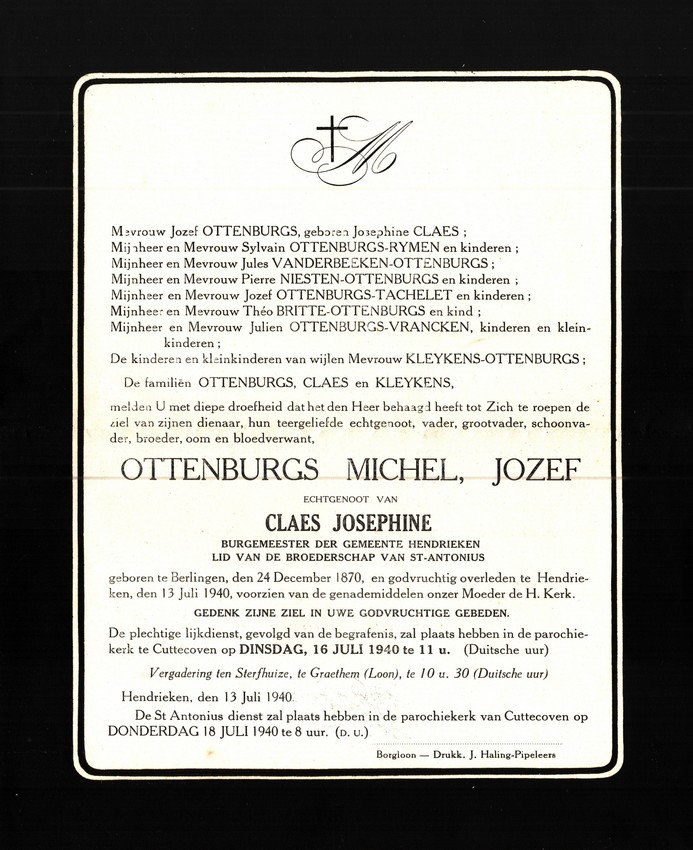 M
Mevrouw Jozef OTTENBURGS, geboren Josephine CLAES ;
Mijnheer en Mevrouw Sylvain OTTENBURGS-RYMEN en kinderen ;
Mijnheer en Mevrouw Jules VANDERBEEKEN-OTTENBURGS ;
Mijnheer en Mevrouw Pierre NIESTEN-OTTENBURGS en kinderen ;
Mijnheer en Mevrouw Jozef OTTENBURGS-TACHELET en kinderen ;
Mijnheer en Mevrouw Théo BRITTE-OTTENBURGS en kind ;
Mijnheer en Mevrouw Julien OTTENBURGS-VRANCKEN, kinderen en klein-
kinderen ;
De kinderen en kleinkinderen van wijlen Mevrouw KLEYKENS-OTTENBURGS ;
De familiën OTTENBURGS, CLAES en KLEYKENS,
melden U met diepe droefheid dat het den Heer behaagd heeft tot Zich te roepen de
ziel van zijnen dienaar, hun teergeliefde echtgenoot, vader, grootvader, schoonva-
der, broeder, oom en bloedverwant,
OTTENBURGS MICHEL, JOZEF
ECHTGENOOT VAN
CLAES JOSEPHINE
BURGEMEESTER DER GEMEENTE HENDRIEKEN
LID VAN DE BROEDERSCHAP VAN ST-ANTONIUS
geboren te Berlingen, den 24 December 1870, en godvruchtig overleden te Hendrie-
ken, den 13 Juli 1940, voorzien van de genademiddelen onzer Moeder de H. Kerk.
GEDENK ZIJNE ZIEL IN UWE GODVRUCHTIGE GEBEDEN.
De plechtige lijkdienst, gevolgd van de begrafenis, zal plaats hebben in de parochie-
kerk te Cuttecoven op DINSDAG, 16 JULI 1940 te 11 u. (Duitsche uur)
Vergadering ten Sterfhuize, te Graethem (Loon), te 10 u. 30 (Duitsche uur)
Hendrieken, den 13 Juli 1940.
De St Antonius dienst zal plaats hebben in de parochiekerk van Cuttecoven op
DONDERDAG 18 JULI 1940 te 8 uur. (D. U.)
Borgloon — Drukk. J. Haling-Pipeleers